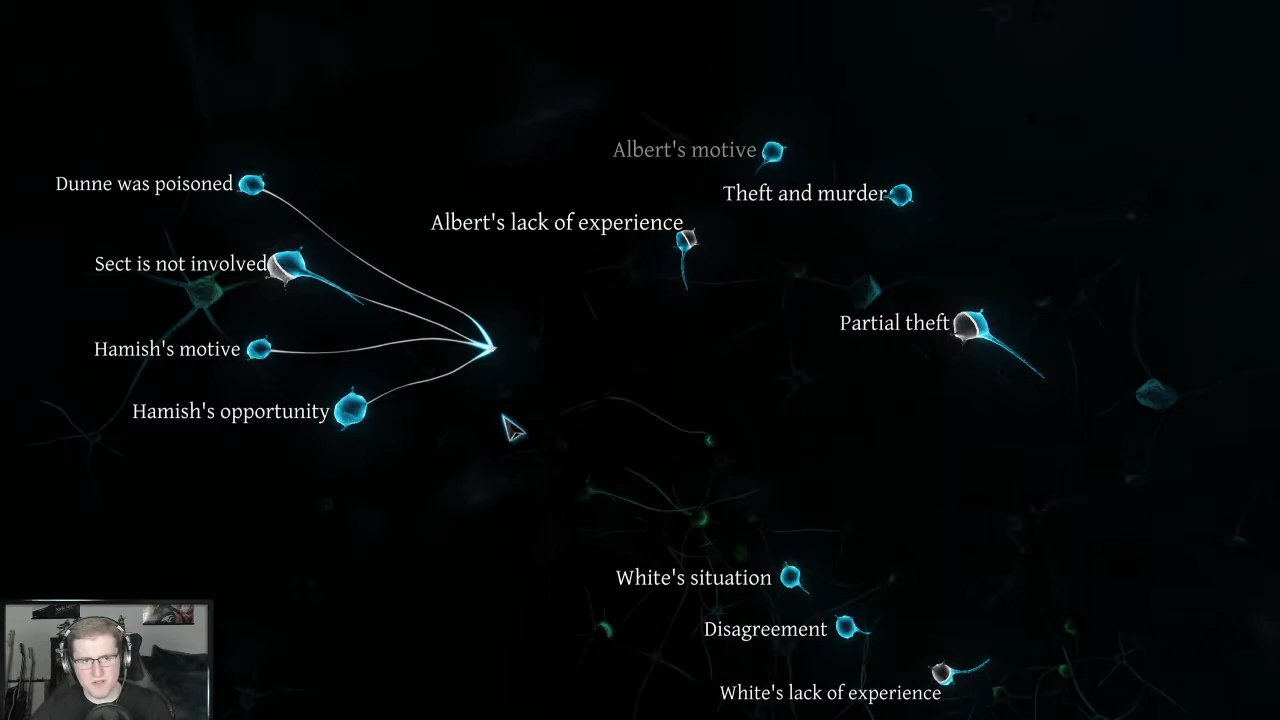 Albert's motive
Dunne was poisoned
Theft and murder
Albert's lack of experience
Sect is not involved
Partial theft
Hamish's motive
Hamish's opportunity
White's situation
Disagreement
White's lack of experience